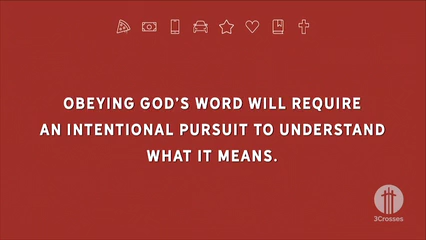 OBEYING GOD'S WORD WILL REQUIRE
AN INTENTIONAL PURSUIT TO UNDERSTAND
WHAT IT MEANS.
3Crosses